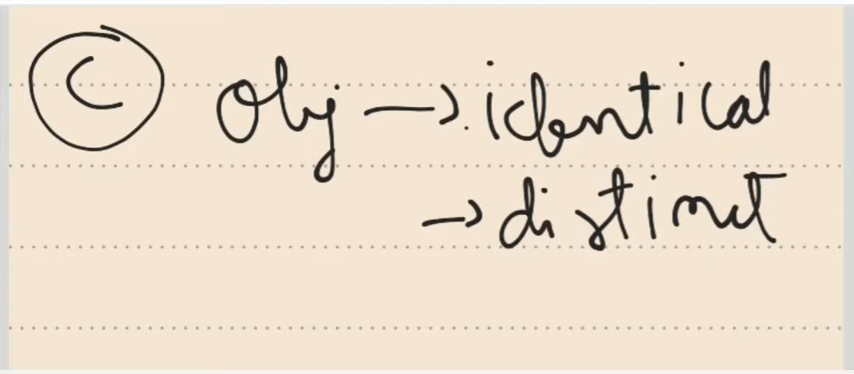 C obj → identical
→ distinct